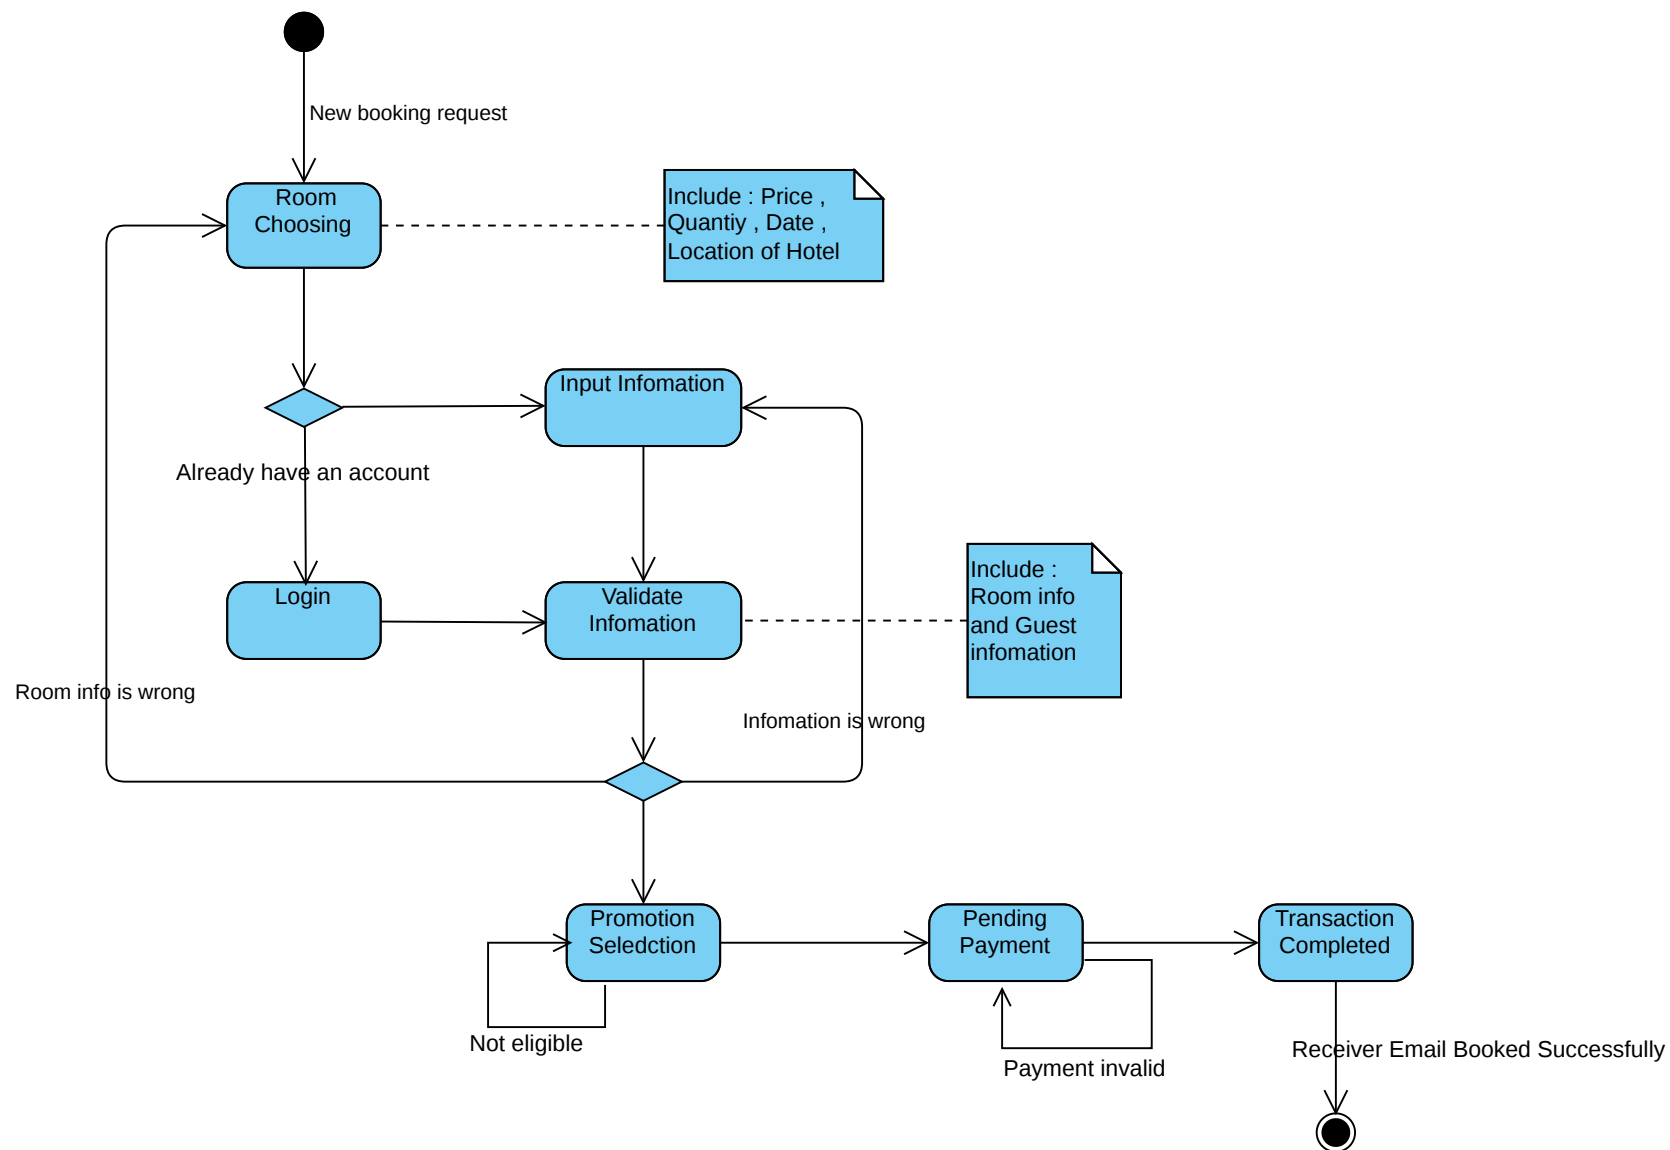 New booking request
Room
Choosing
Include : Price ,
Quantiy , Date ,
Location of Hotel
Input Infomation
Already have an account
Include :
Room info
and Guest
infomation
Login
Validate
Infomation
Room info is wrong
Infomation is wrong
Promotion
Seledction
Pending
Payment
Transaction
Completed
Not eligible
Payment invalid
Receiver Email Booked Successfully